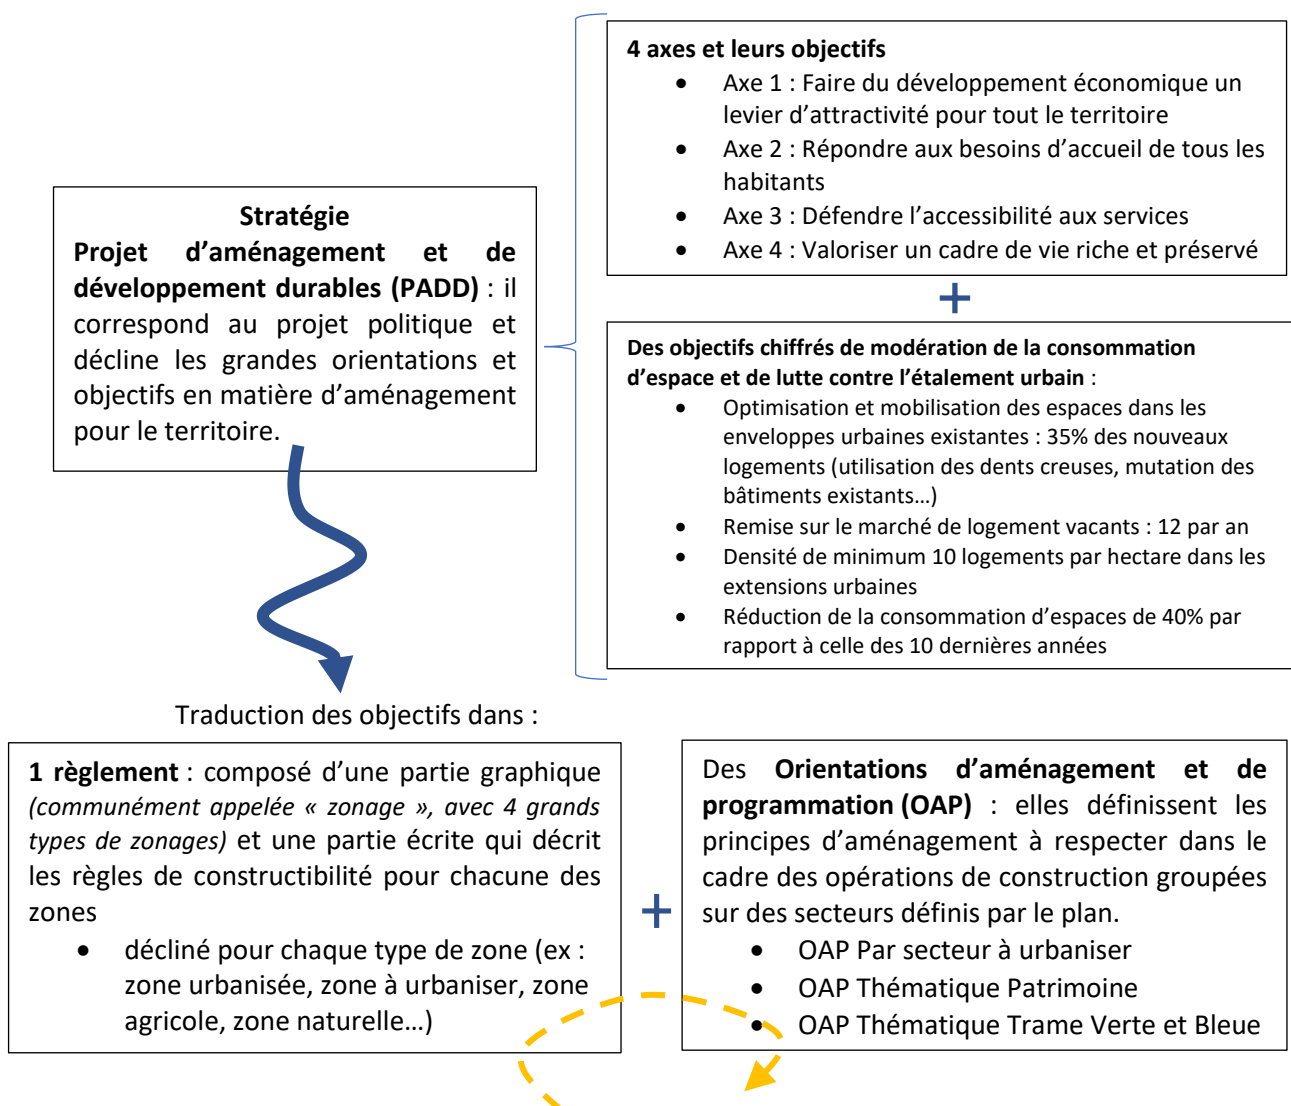 4 axes et leurs objectifs
• Axe 1 : Faire du développement économique un
levier d’attractivité pour tout le territoire
• Axe 2 : Répondre aux besoins d’accueil de tous les
habitants
• Axe 3 : Défendre l’accessibilité aux services
• Axe 4 : Valoriser un cadre de vie riche et préservé
Stratégie
Projet d’aménagement et de
développement durables (PADD) : il
correspond au projet politique et
décline les grandes orientations et
objectifs en matière d’aménagement
pour le territoire.
+
Des objectifs chiffrés de modération de la consommation
d’espace et de lutte contre l’étalement urbain :
• Optimisation et mobilisation des espaces dans les
enveloppes urbaines existantes : 35% des nouveaux
logements (utilisation des dents creuses, mutation des
bâtiments existants…)
• Remise sur le marché de logement vacants : 12 par an
• Densité de minimum 10 logements par hectare dans les
extensions urbaines
• Réduction de la consommation d’espaces de 40% par
rapport à celle des 10 dernières années
Traduction des objectifs dans :
1 règlement : composé d’une partie graphique
(communément appelée « zonage », avec 4 grands
types de zonages) et une partie écrite qui décrit
les règles de constructibilité pour chacune des
zones
• décliné pour chaque type de zone (ex :
zone urbanisée, zone à urbaniser, zone
agricole, zone naturelle…)
+
Des Orientations d’aménagement et de
programmation (OAP) : elles définissent les
principes d’aménagement à respecter dans le
cadre des opérations de construction groupées
sur des secteurs définis par le plan.
• OAP Par secteur à urbaniser
• OAP Thématique Patrimoine
• OAP Thématique Trame Verte et Bleue